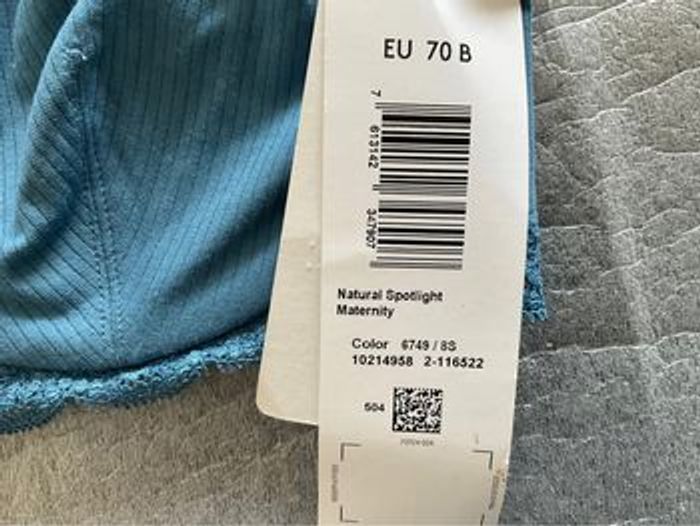 EU 70 B
7 613142 347907
Natural Spotlight
Maternity
Color 6749 / 8S
10214958 2-116522
504